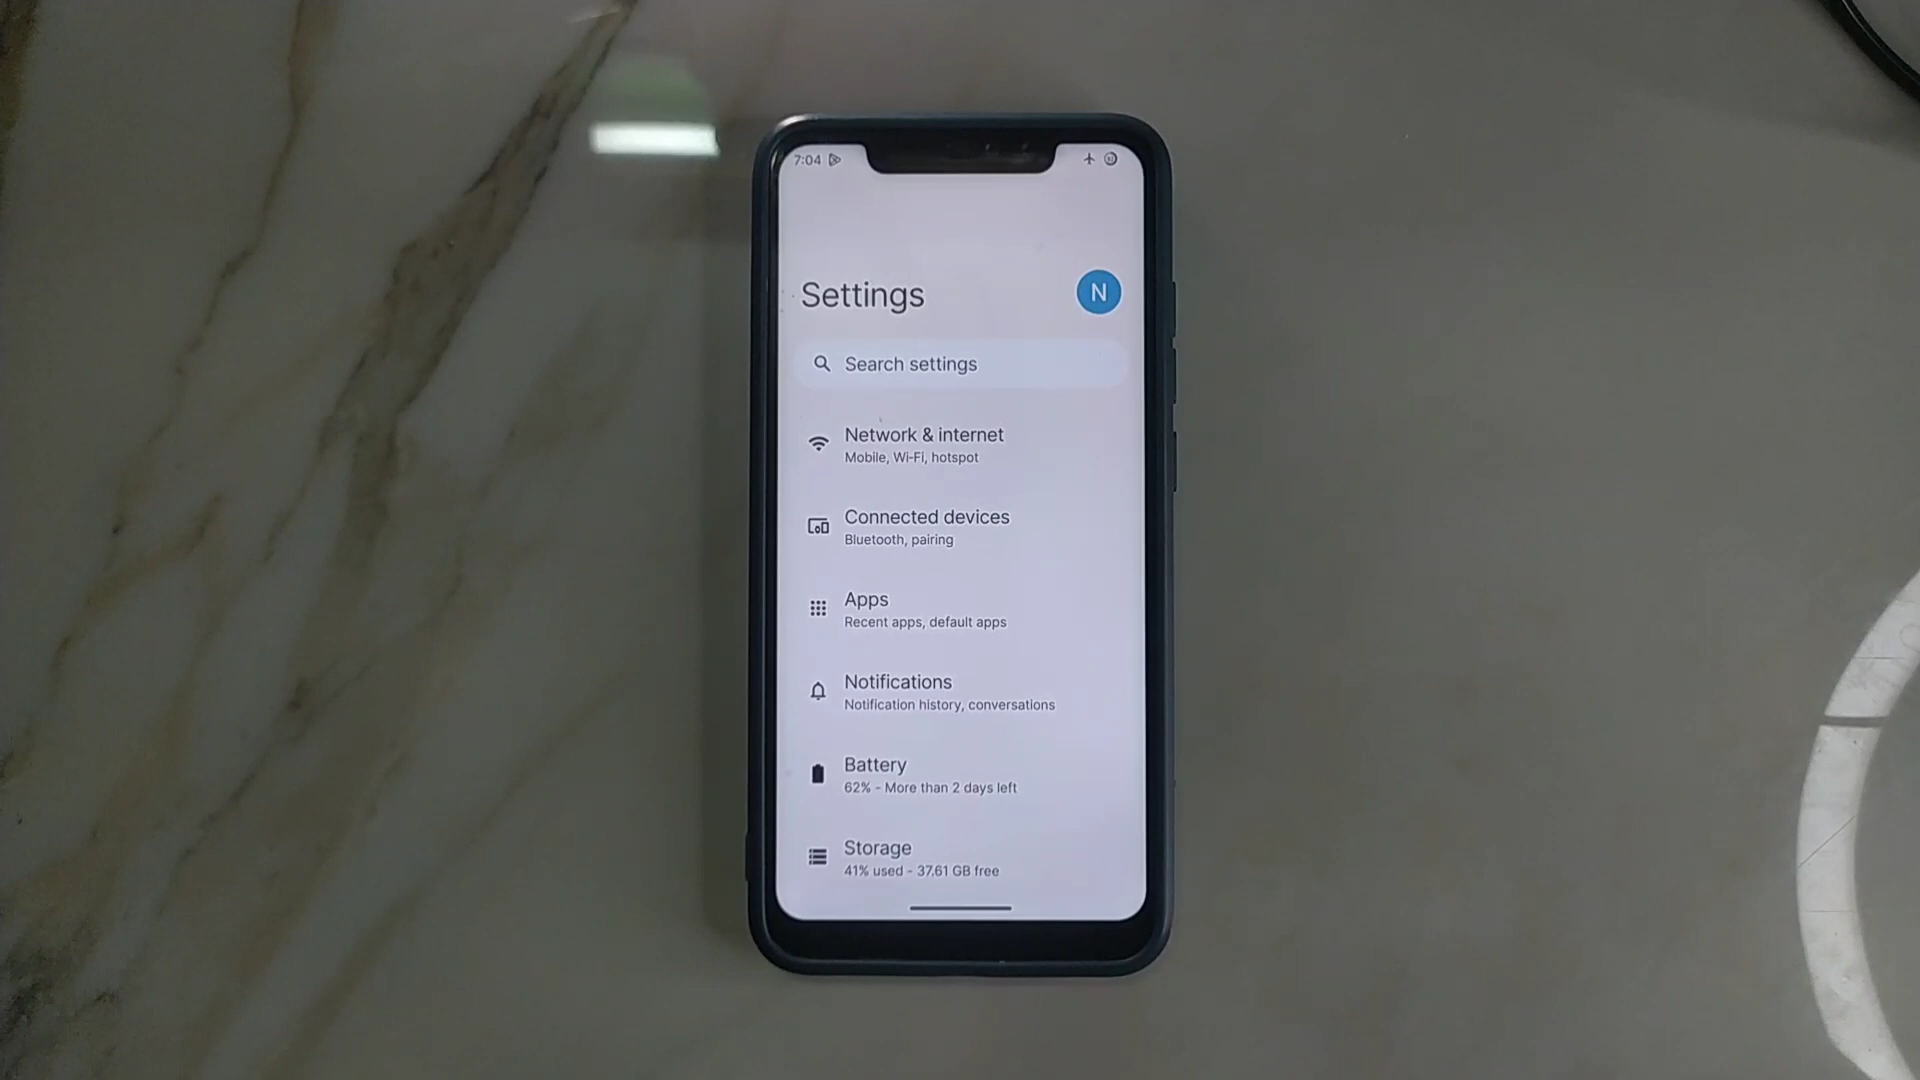 7:04
Settings
N
Search settings
Network & internet
Mobile, Wi-Fi, hotspot
Connected devices
Bluetooth, pairing
Apps
Recent apps, default apps
Notifications
Notification history, conversations
Battery
62% - More than 2 days left
Storage
41% used - 37.61 GB free